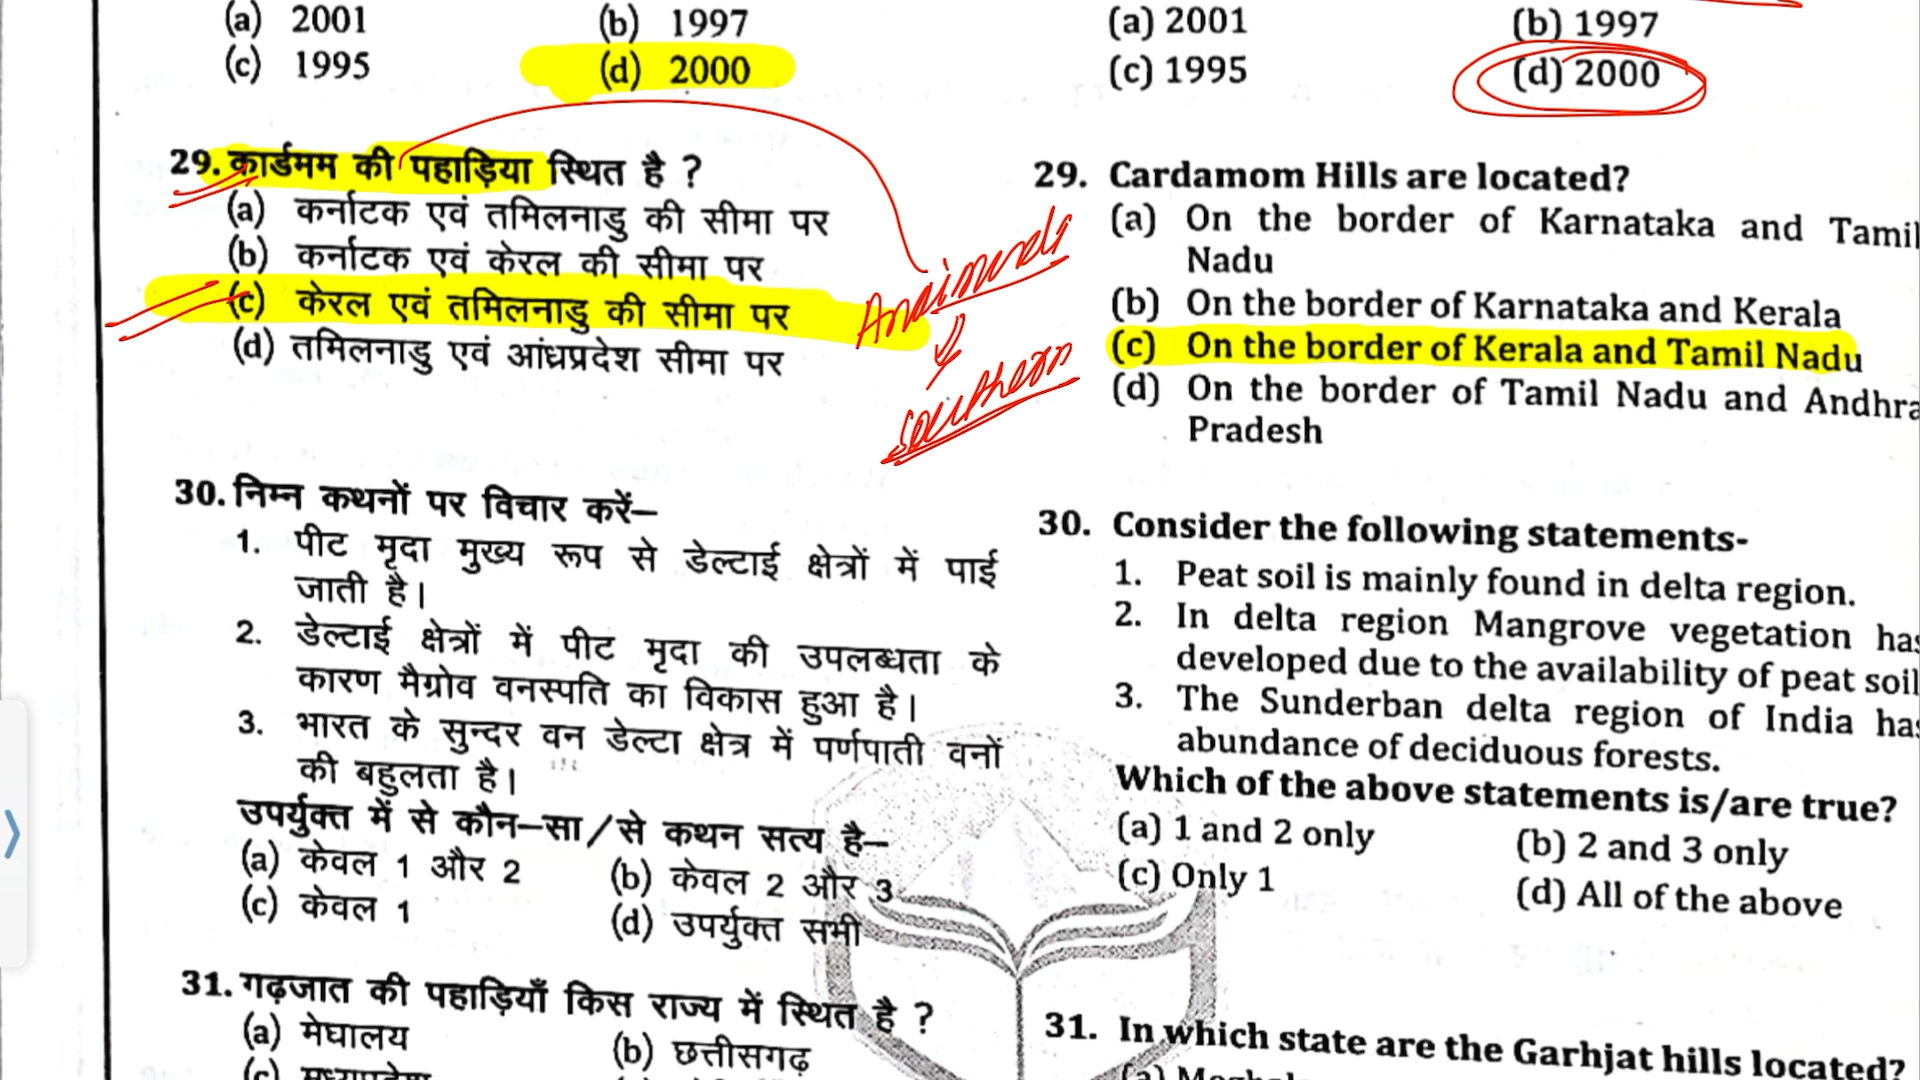 (a) 2001 (b) 1997
(c) 1995 (d) 2000
29. कार्डमम की पहाड़िया स्थित है ?
(a) कर्नाटक एवं तमिलनाडु की सीमा पर
(b) कर्नाटक एवं केरल की सीमा पर
(c) केरल एवं तमिलनाडु की सीमा पर
(d) तमिलनाडु एवं आंध्रप्रदेश सीमा पर
30. निम्न कथनों पर विचार करें–
1. पीट मृदा मुख्य रूप से डेल्टाई क्षेत्रों में पाई
जाती है।
2. डेल्टाई क्षेत्रों में पीट मृदा की उपलब्धता के
कारण मैग्रोव वनस्पति का विकास हुआ है।
3. भारत के सुन्दर वन डेल्टा क्षेत्र में पर्णपाती वनों
की बहुलता है।
उपर्युक्त में से कौन–सा/से कथन सत्य है–
(a) केवल 1 और 2 (b) केवल 2 और 3
(c) केवल 1 (d) उपर्युक्त सभी
31. गढ़जात की पहाड़ियाँ किस राज्य में स्थित है ?
(a) मेघालय (b) छत्तीसगढ़
Southern
(a) 2001 (b) 1997
(c) 1995 (d) 2000
29. Cardamom Hills are located?
(a) On the border of Karnataka and Tamil
Nadu
(b) On the border of Karnataka and Kerala
(c) On the border of Kerala and Tamil Nadu
(d) On the border of Tamil Nadu and Andhra
Pradesh
30. Consider the following statements-
1. Peat soil is mainly found in delta region.
2. In delta region Mangrove vegetation has
developed due to the availability of peat soil
3. The Sunderban delta region of India has
abundance of deciduous forests.
Which of the above statements is/are true?
(a) 1 and 2 only (b) 2 and 3 only
(c) Only 1 (d) All of the above
31. In which state are the Garhjat hills located?